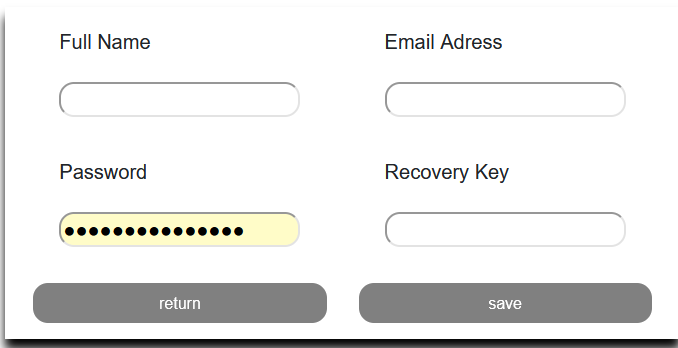 Full Name
Email Adress
Password
Recovery Key
●●●●●●●●●●●●●●●
return
save